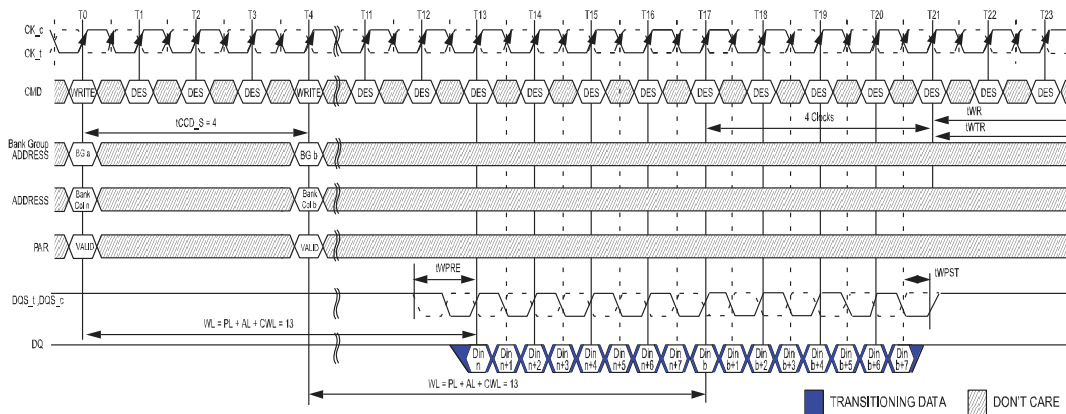 T0 T1 T2 T3 T4 T11 T12 T13 T14 T15 T16 T17 T18 T19 T20 T21 T22 T23
CK_c
CK_t
CMD WRITE DES DES DES WRITE DES DES DES DES DES DES DES DES DES DES DES DES DES
tCCD_S = 4 4 Clocks tWR
tWTR
Bank Group
ADDRESS BG a BG b
ADDRESS Bank Col n Bank Col b
PAR VALID VALID
tWPRE tWPST
DQS_t ,DQS_c
WL = PL + AL + CWL = 13
DQ Din n Din n+1 Din n+2 Din n+3 Din n+4 Din n+5 Din n+6 Din n+7 Din b Din b+1 Din b+2 Din b+3 Din b+4 Din b+5 Din b+6 Din b+7
WL = PL + AL + CWL = 13
TRANSITIONING DATA DON'T CARE